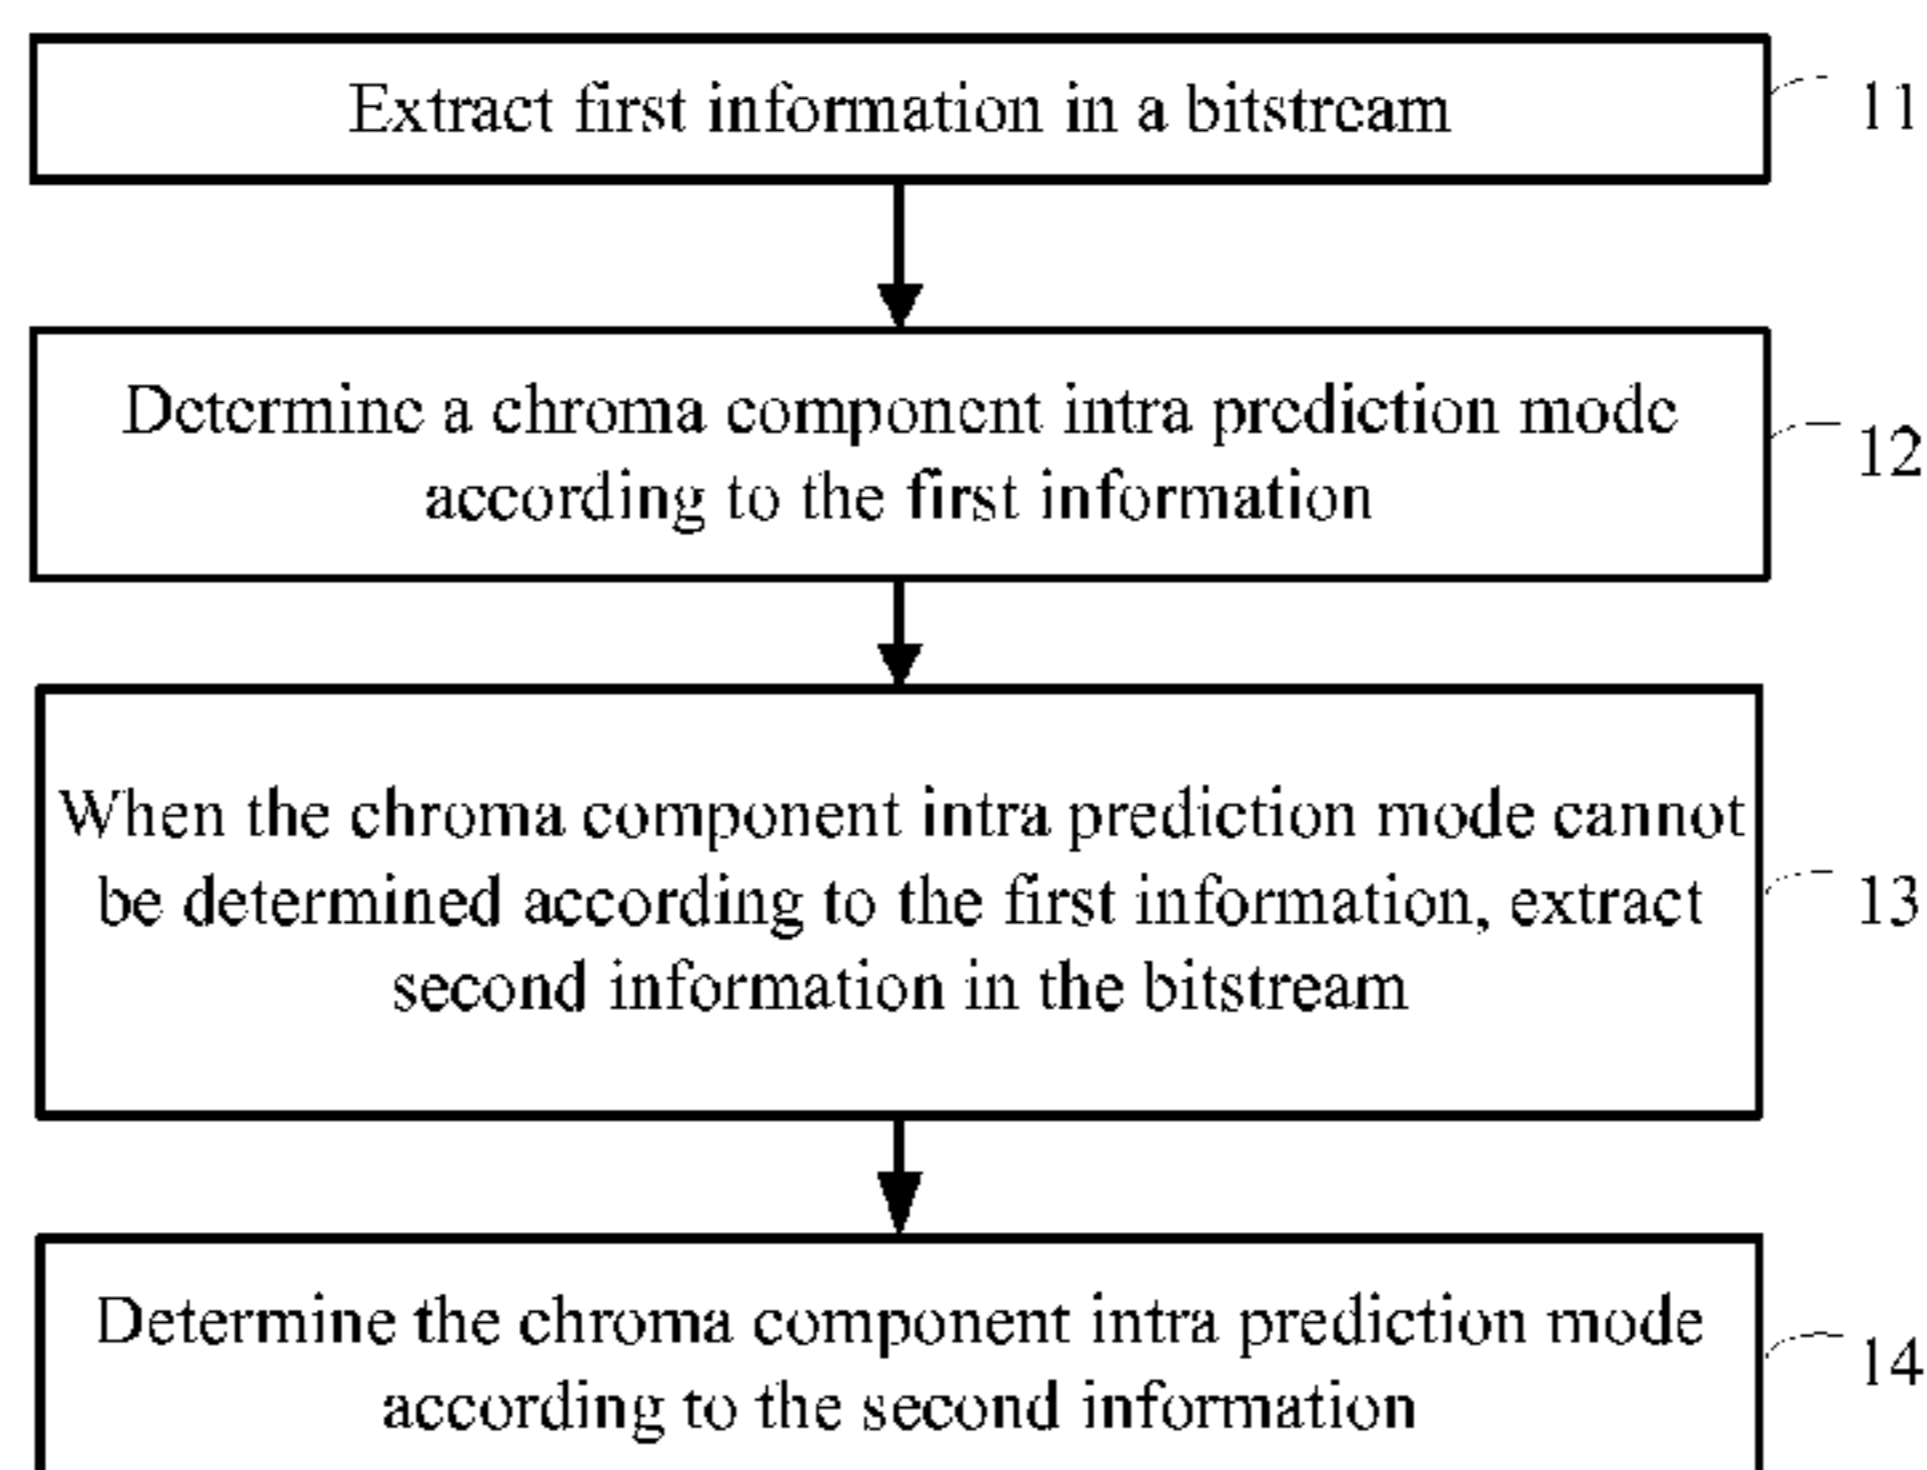 Extract first information in a bitstream
11
Determine a chroma component intra prediction mode
according to the first information
12
When the chroma component intra prediction mode cannot
be determined according to the first information, extract
second information in the bitstream
13
Determine the chroma component intra prediction mode
according to the second information
14